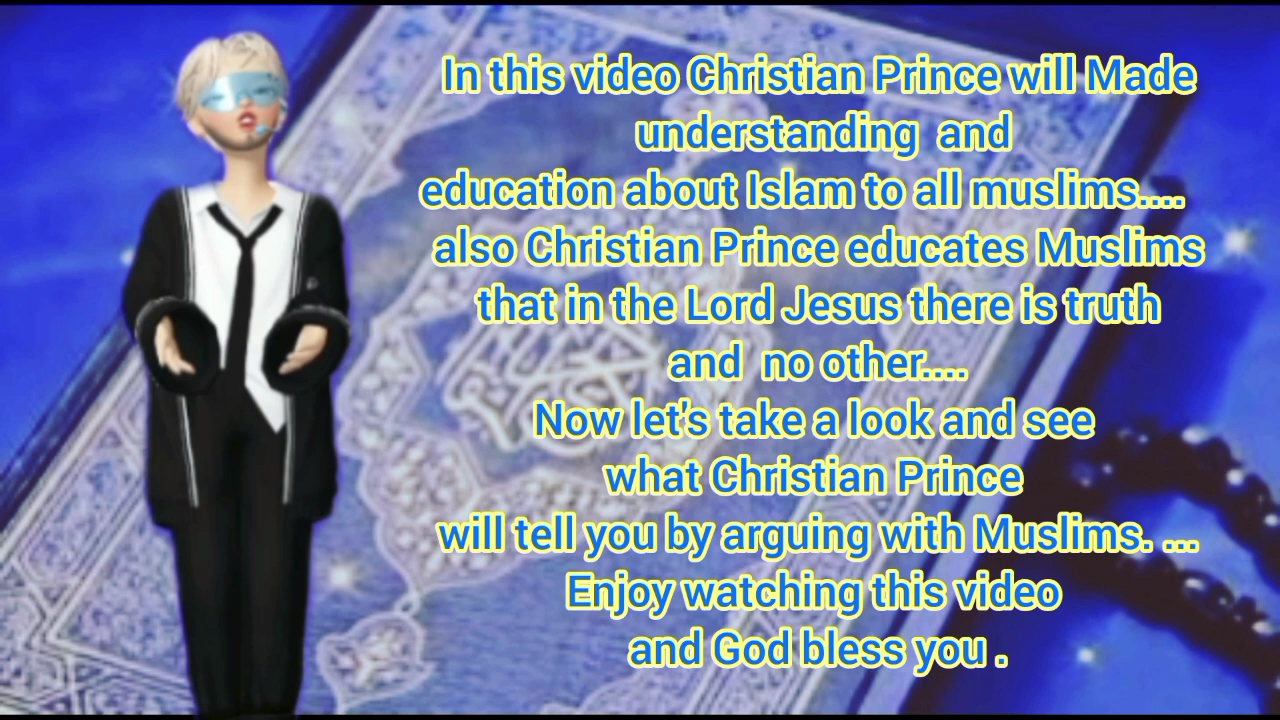 In this video Christian Prince will Made
understanding and
education about Islam to all muslims....
also Christian Prince educates Muslims
that in the Lord Jesus there is truth
and no other....
Now let's take a look and see
what Christian Prince
will tell you by arguing with Muslims. ...
Enjoy watching this video
and God bless you .